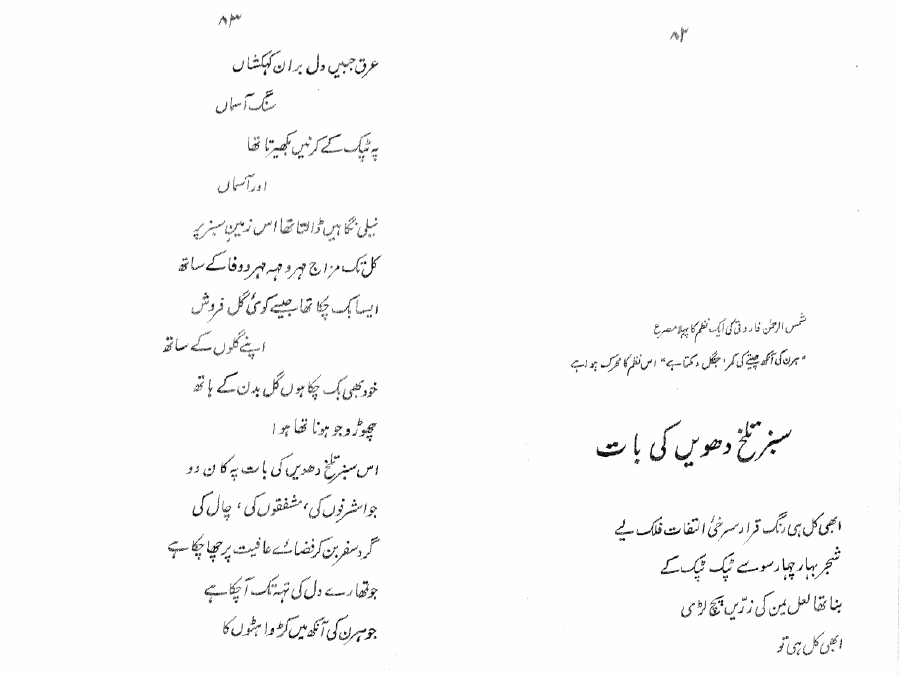 ۸۲
شمس الرحمٰن فاروقی کی ایک نظم کا پہلا مصرع
"ہرن کی آنکھ چیتے کی کمر، جنگل دمکتا ہے" اس نظم کا محرک ہوا ہے
سبز تلخ دھویں کی بات
ابھی کل ہی رنگ قرار سرخیٔ التفات فلک لیے
شجر بہار چہار سو سے ٹپک ٹپک کے
بنا تھا لعل یمن کی زرّیں پیچ لڑی
ابھی کل ہی تو
۸۳
عرق جبیں دل بران کہکشاں
سنگ آسماں
پہ ٹپک کے کرنیں بکھیرتا تھا
اور آسماں
نیلی نگاہیں ڈالتا تھا اس زمین سبز پر
کل تک مزاج مہر و مہہ مہر و وفا کے ساتھ
ایسا بک چکا تھا جیسے کوئی گل فروش
اپنے گلوں کے ساتھ
خود بھی بک چکا ہوں گل بدن کے ہاتھ
چھوڑو جو ہونا تھا ہوا
اس سبز تلخ دھویں کی بات پہ کان دو
جو اشرفوں کی، مشفقوں کی، چال کی
گرد سفر بن کر فضائے عافیت پر چھا چکا ہے
جو تمھارے دل کی تہہ تک آ چکا ہے
جو ہرن کی آنکھ میں کڑواہٹوں کا